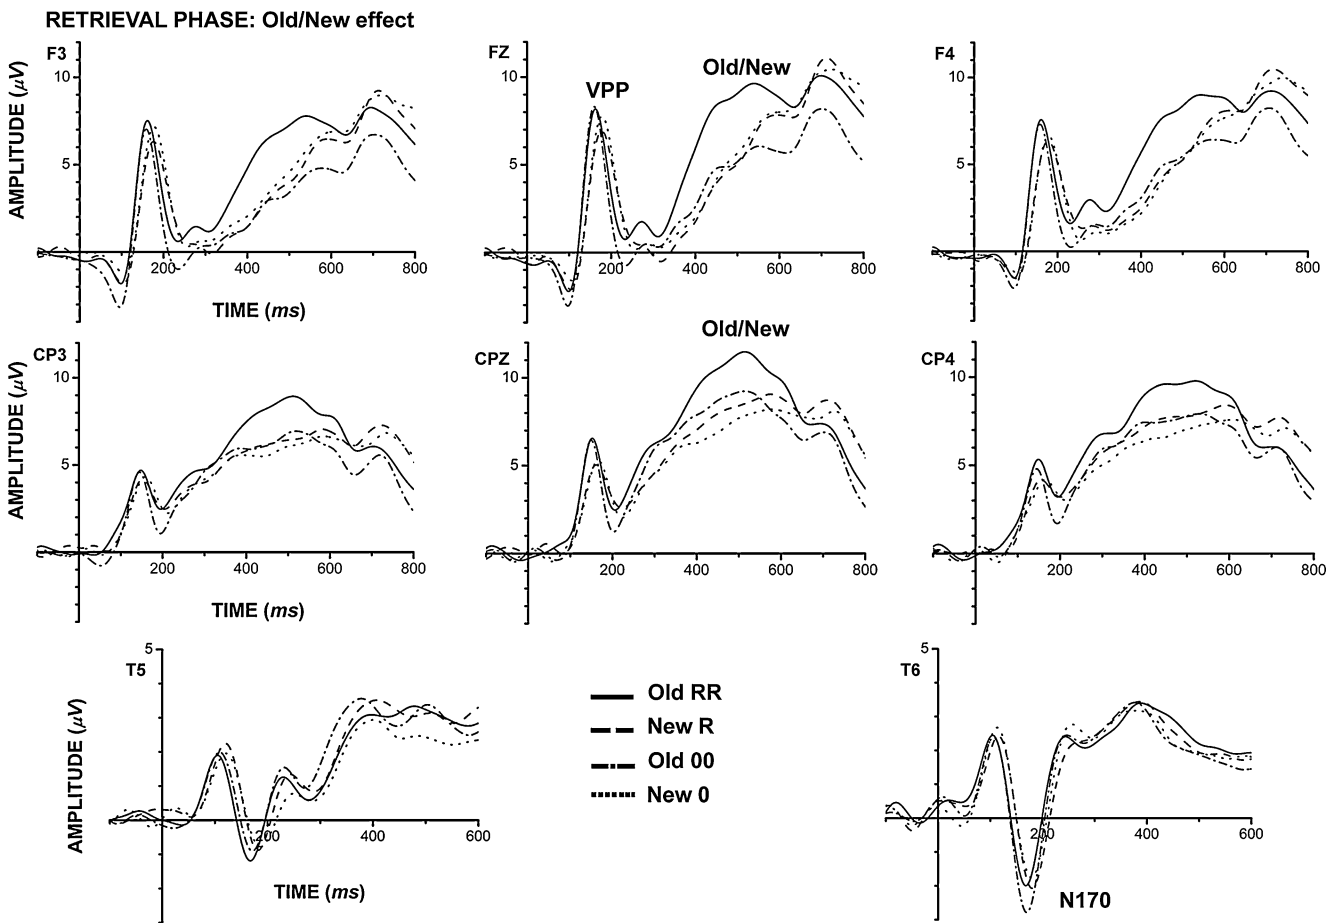 RETRIEVAL PHASE: Old/New effect
F3
FZ
F4
VPP
Old/New
AMPLITUDE (μV)
10
5
200 400 600 800
10
5
200 400 600 800
10
5
200 400 600 800
TIME (ms)
Old/New
CP3
CPZ
CP4
AMPLITUDE (μV)
10
5
200 400 600 800
10
5
200 400 600 800
10
5
200 400 600 800
TIME (ms)
T5
5
200 400 600
AMPLITUDE (μV)
TIME (ms)
Old RR
New R
Old 00
New 0
T6
5
200 400 600
N170